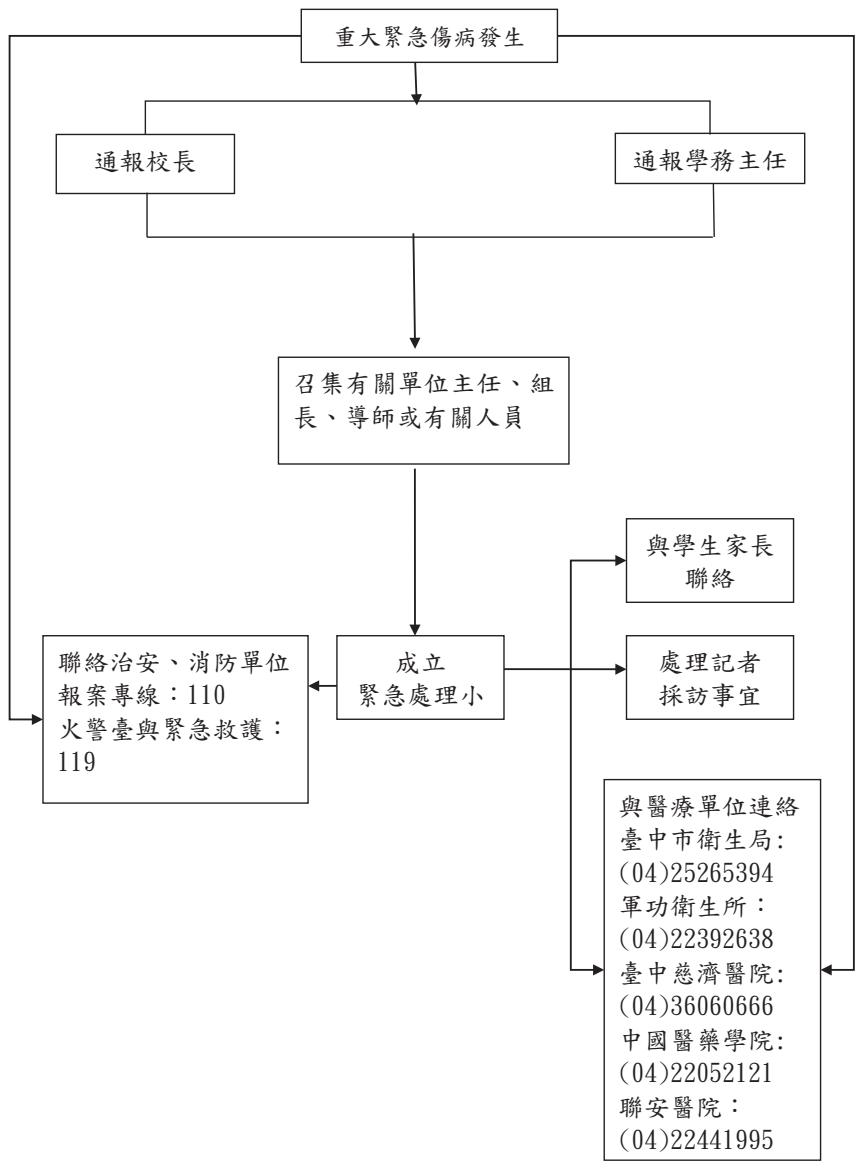 重大緊急傷病發生
通報校長
通報學務主任
召集有關單位主任、組
長、導師或有關人員
與學生家長
聯絡
聯絡治安、消防單位
報案專線：110
火警臺與緊急救護：
119
成立
緊急處理小
處理記者
採訪事宜
與醫療單位連絡
臺中市衛生局:
(04)25265394
軍功衛生所：
(04)22392638
臺中慈濟醫院:
(04)36060666
中國醫藥學院:
(04)22052121
聯安醫院：
(04)22441995